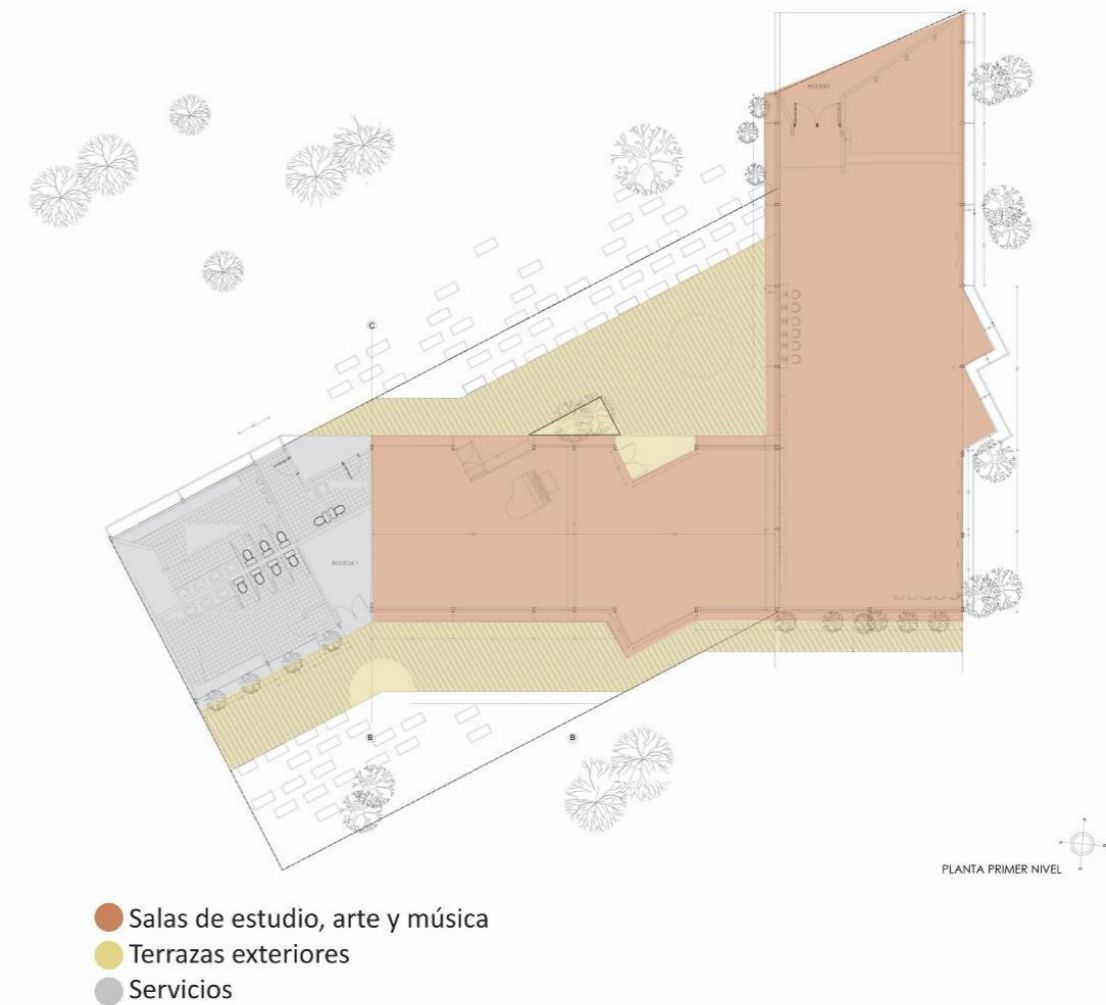 ACCESO
C
BODEGA 1
B
B
PLANTA PRIMER NIVEL
Salas de estudio, arte y música
Terrazas exteriores
Servicios